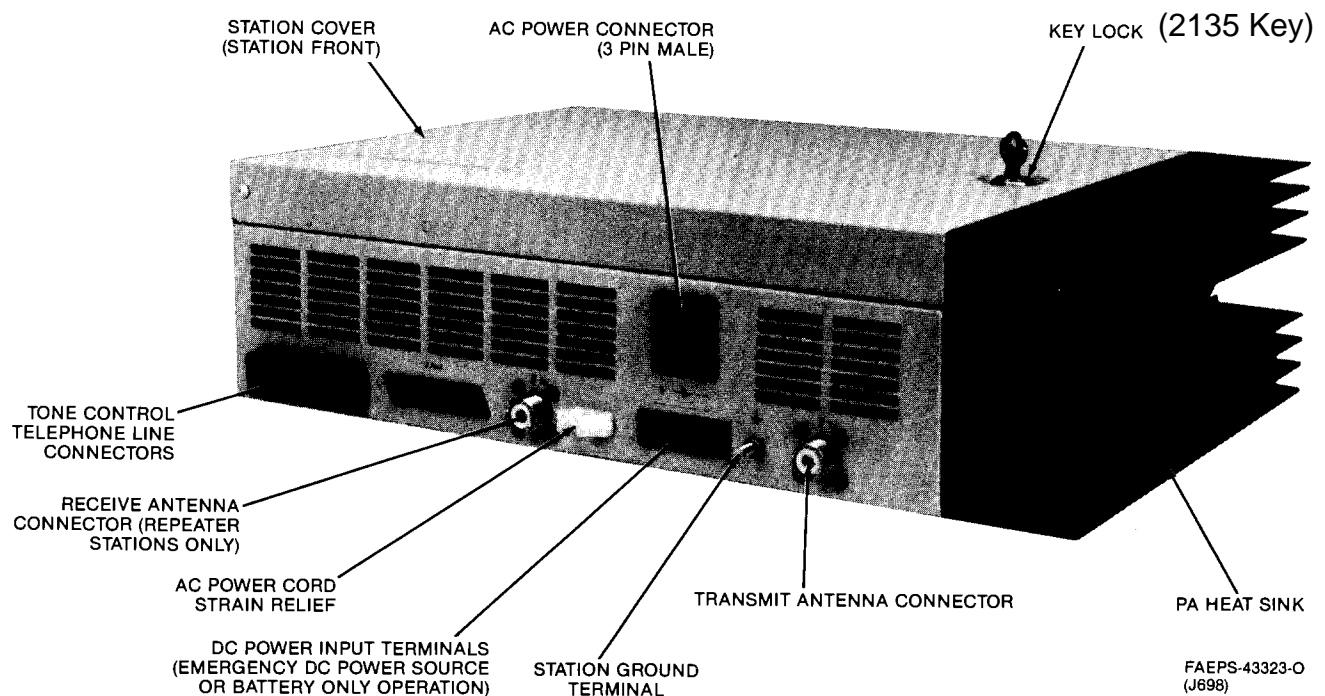 STATION COVER
(STATION FRONT)
AC POWER CONNECTOR
(3 PIN MALE)
KEY LOCK (2135 Key)
TONE CONTROL
TELEPHONE LINE
CONNECTORS
RECEIVE ANTENNA
CONNECTOR (REPEATER
STATIONS ONLY)
AC POWER CORD
STRAIN RELIEF
DC POWER INPUT TERMINALS
(EMERGENCY DC POWER SOURCE
OR BATTERY ONLY OPERATION)
STATION GROUND
TERMINAL
TRANSMIT ANTENNA CONNECTOR
PA HEAT SINK
FAEPS-43323-O
(J698)